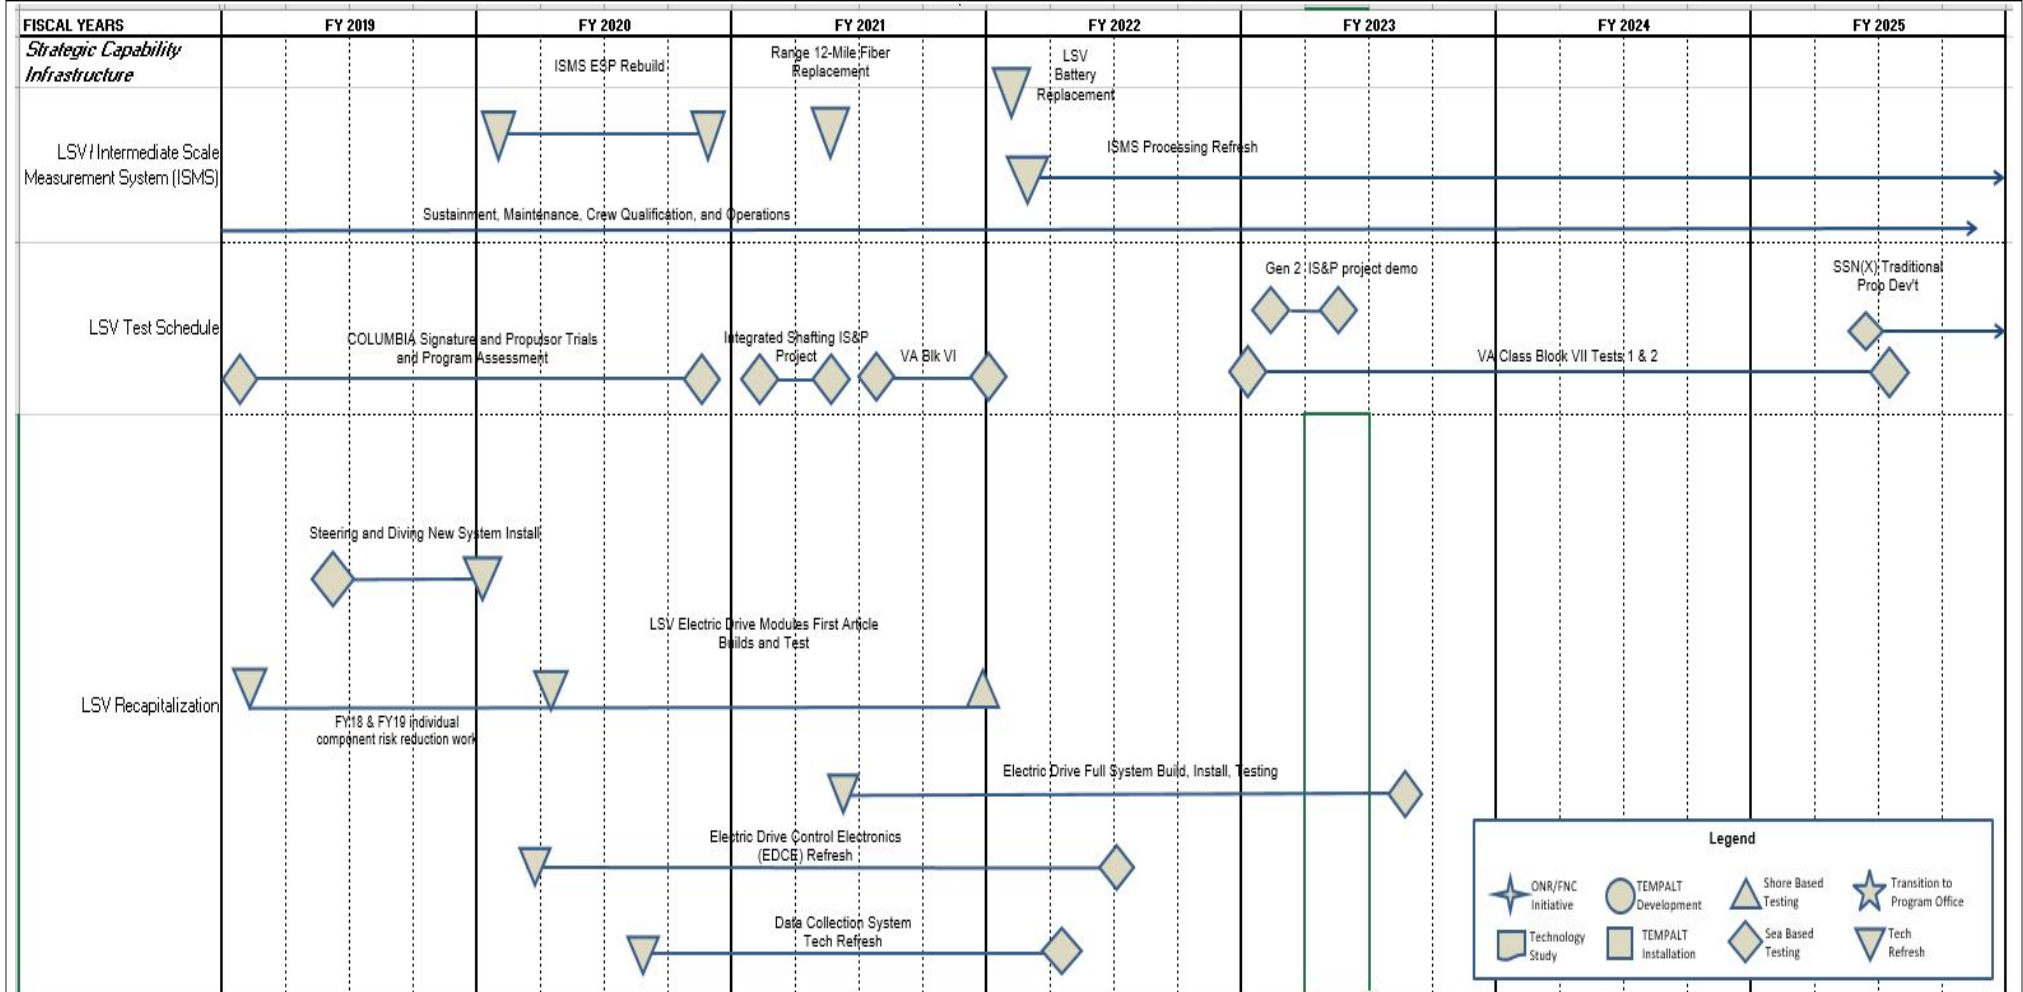 FISCAL YEARS FY 2019 FY 2020 FY 2021 FY 2022 FY 2023 FY 2024 FY 2025
Strategic Capability
Infrastructure
ISMS ESP Rebuild
Range 12-Mile Fiber
Replacement
LSV
Battery
Replacement
LSV / Intermediate Scale
Measurement System (ISMS)
ISMS Processing Refresh
Sustainment, Maintenance, Crew Qualification, and Operations
LSV Test Schedule
COLUMBIA Signature and Propulsor Trials
and Program Assessment
Integrated Shafting IS&P
Project
VA Blk VI
Gen 2 IS&P project demo
VA Class Block VII Tests 1 & 2
SSN(X) Traditional
Prop Dev't
LSV Recapitalization
Steering and Diving New System Install
LSV Electric Drive Modules First Article
Builds and Test
FY18 & FY19 individual
component risk reduction work
Electric Drive Full System Build, Install, Testing
Electric Drive Control Electronics
(EDCE) Refresh
Data Collection System
Tech Refresh
Legend
ONR/FNC
Initiative
TEMPALT
Development
Shore Based
Testing
Transition to
Program Office
Technology
Study
TEMPALT
Installation
Sea Based
Testing
Tech
Refresh